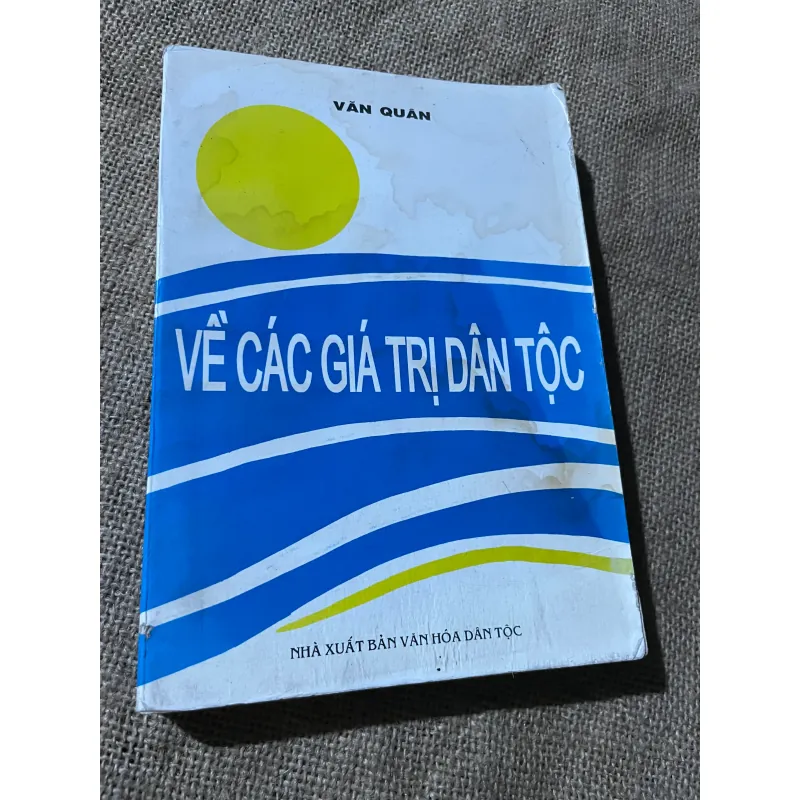 VĂN QUÂN
VỀ CÁC GIÁ TRỊ DÂN TỘC
NHÀ XUẤT BẢN VĂN HÓA DÂN TỘC